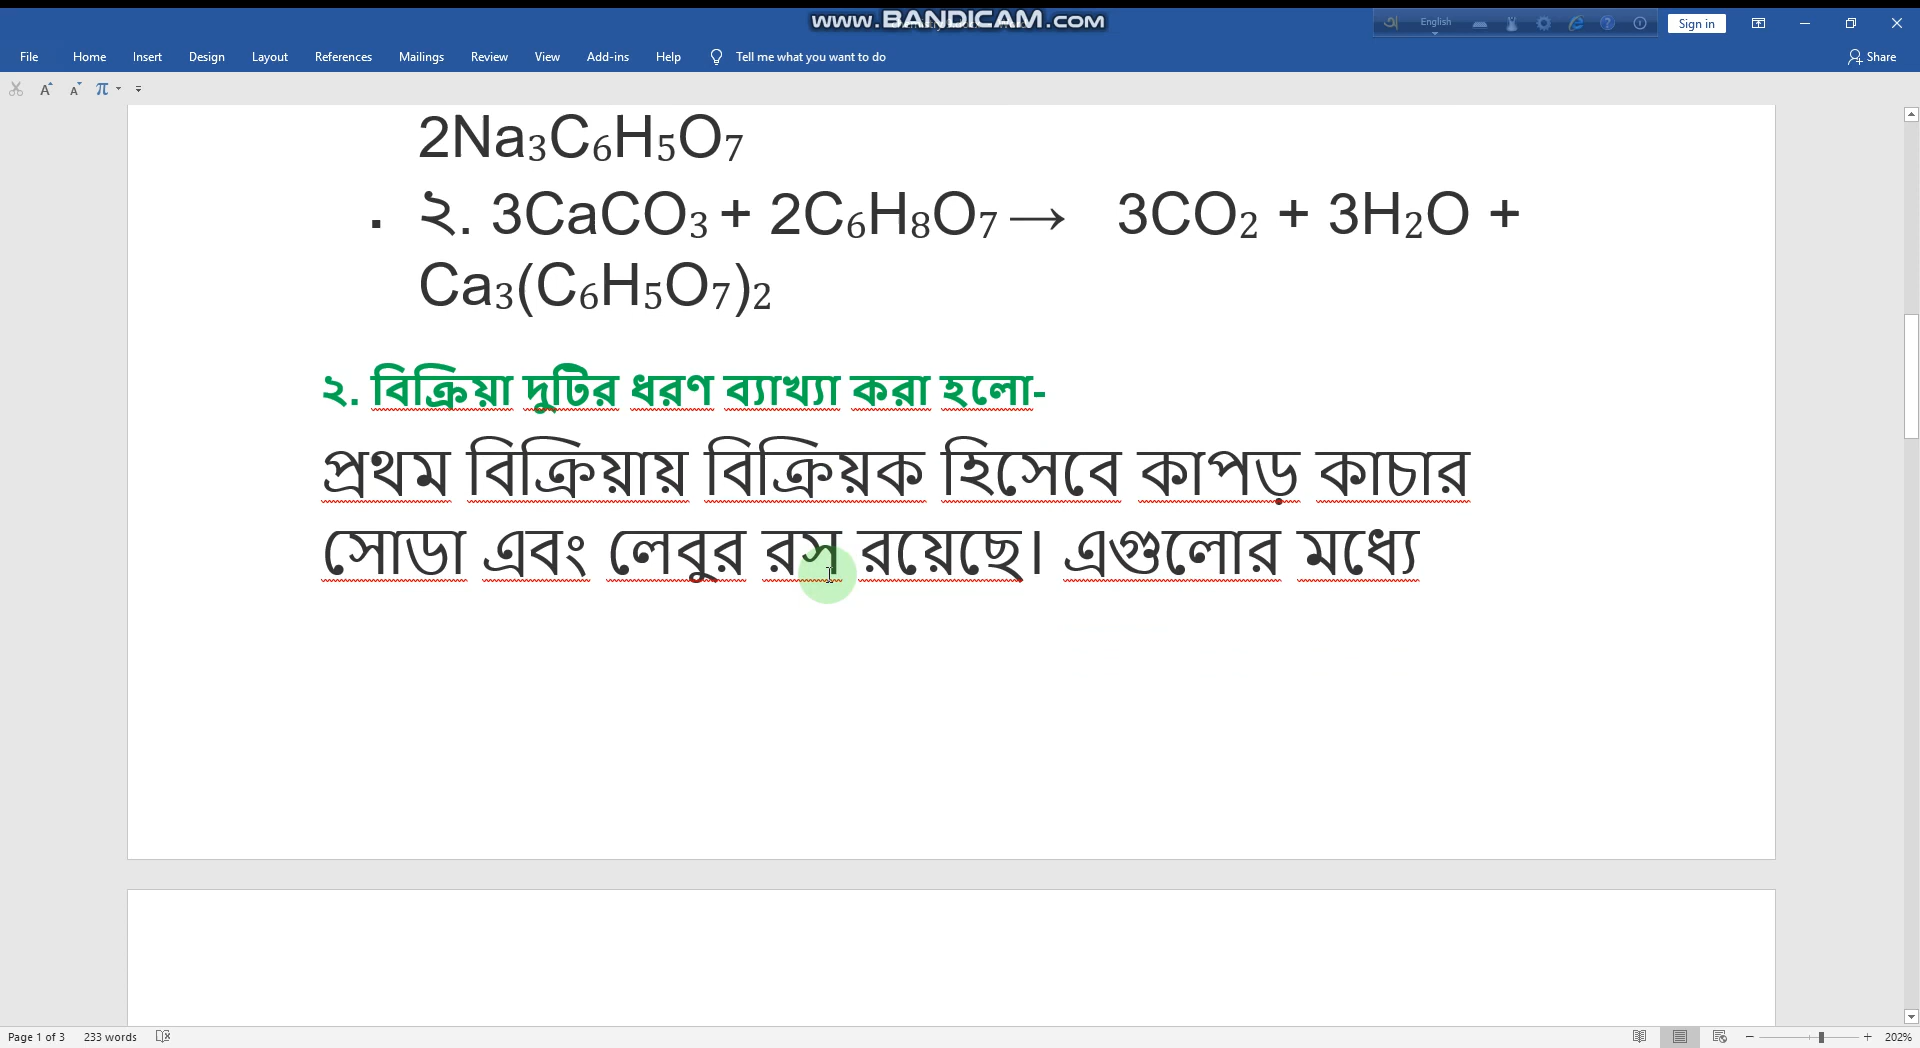 www.BANDICAM.com
English
Sign in
File Home Insert Design Layout References Mailings Review View Add-ins Help Tell me what you want to do Share
2Na₃C₆H₅O₇
▪ ২. 3CaCO₃ + 2C₆H₈O₇ → 3CO₂ + 3H₂O +
Ca₃(C₆H₅O₇)₂
২. বিক্রিয়া দুটির ধরণ ব্যাখ্যা করা হলো-
প্রথম বিক্রিয়ায় বিক্রিয়ক হিসেবে কাপড় কাচার
সোডা এবং লেবুর রস রয়েছে। এগুলোর মধ্যে
Page 1 of 3 233 words 202%